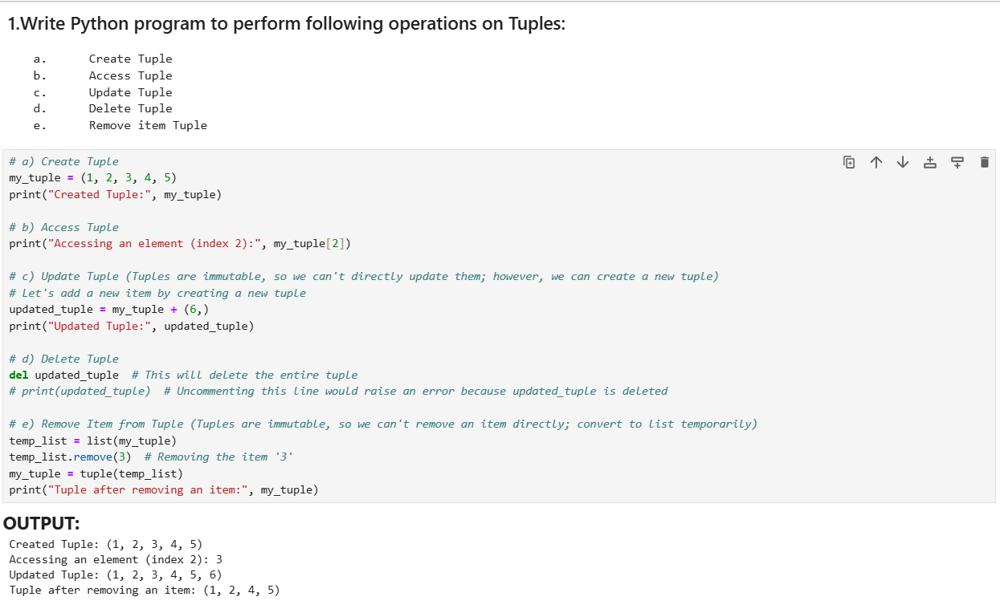 1.Write Python program to perform following operations on Tuples:
a. Create Tuple
b. Access Tuple
c. Update Tuple
d. Delete Tuple
e. Remove item Tuple
# a) Create Tuple
my_tuple = (1, 2, 3, 4, 5)
print("Created Tuple:", my_tuple)
# b) Access Tuple
print("Accessing an element (index 2):", my_tuple[2])
# c) Update Tuple (Tuples are immutable, so we can't directly update them; however, we can create a new tuple)
# Let's add a new item by creating a new tuple
updated_tuple = my_tuple + (6,)
print("Updated Tuple:", updated_tuple)
# d) Delete Tuple
del updated_tuple  # This will delete the entire tuple
# print(updated_tuple)  # Uncommenting this line would raise an error because updated_tuple is deleted
# e) Remove Item from Tuple (Tuples are immutable, so we can't remove an item directly; convert to list temporarily)
temp_list = list(my_tuple)
temp_list.remove(3)  # Removing the item '3'
my_tuple = tuple(temp_list)
print("Tuple after removing an item:", my_tuple)
OUTPUT:
Created Tuple: (1, 2, 3, 4, 5)
Accessing an element (index 2): 3
Updated Tuple: (1, 2, 3, 4, 5, 6)
Tuple after removing an item: (1, 2, 4, 5)